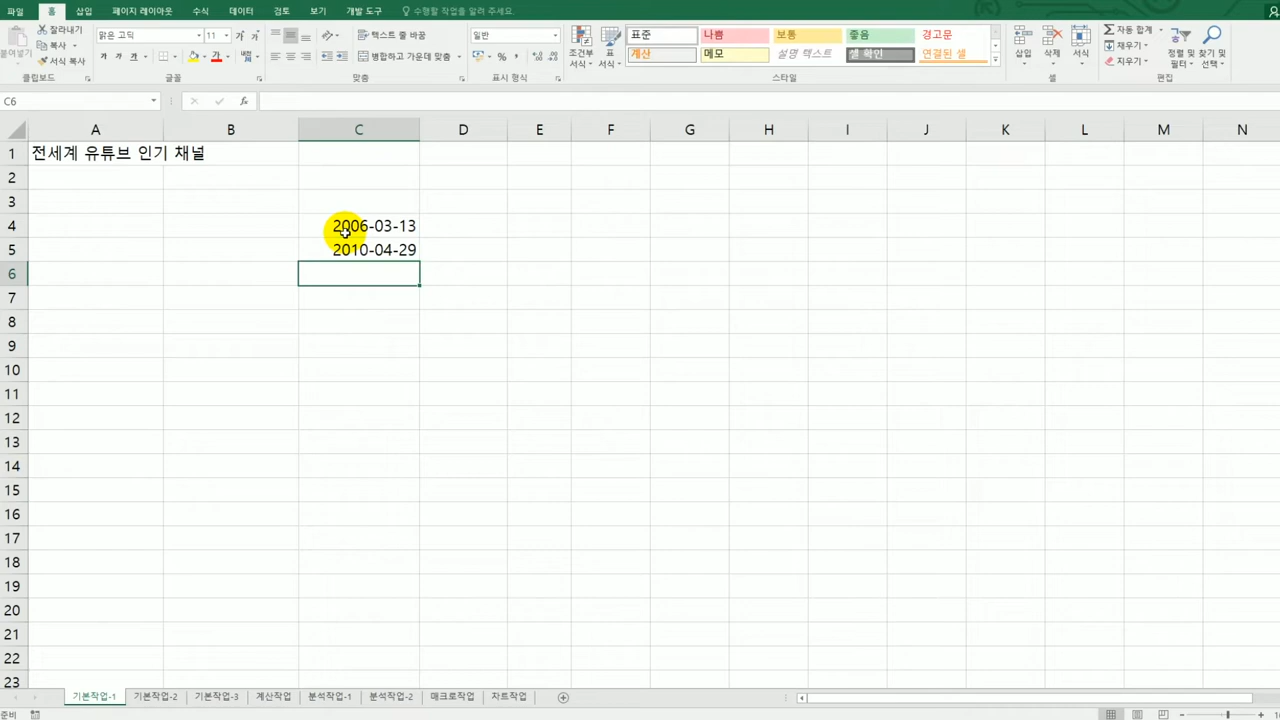 파일 홈 삽입 페이지 레이아웃 수식 데이터 검토 보기 개발 도구 수행할 작업을 알려 주세요.
잘라내기 맑은 고딕 11 텍스트 줄 바꿈 일반 표준 나쁨 보통 좋음 경고문 자동 합계
붙여넣기 복사 채우기
서식 복사 병합하고 가운데 맞춤 조건부 서식 표 서식 계산 메모 설명 텍스트 셀 확인 연결된 셀 삽입 삭제 서식 지우기 정렬 및 필터 찾기 및 선택
클립보드 글꼴 맞춤 표시 형식 스타일 셀 편집
C6
A B C D E F G H I J K L M N
1 전세계 유튜브 인기 채널
2
3
4 2006-03-13
5 2010-04-29
6
7
8
9
10
11
12
13
14
15
16
17
18
19
20
21
22
23
기본작업-1 기본작업-2 기본작업-3 계산작업 분석작업-1 분석작업-2 매크로작업 차트작업
준비